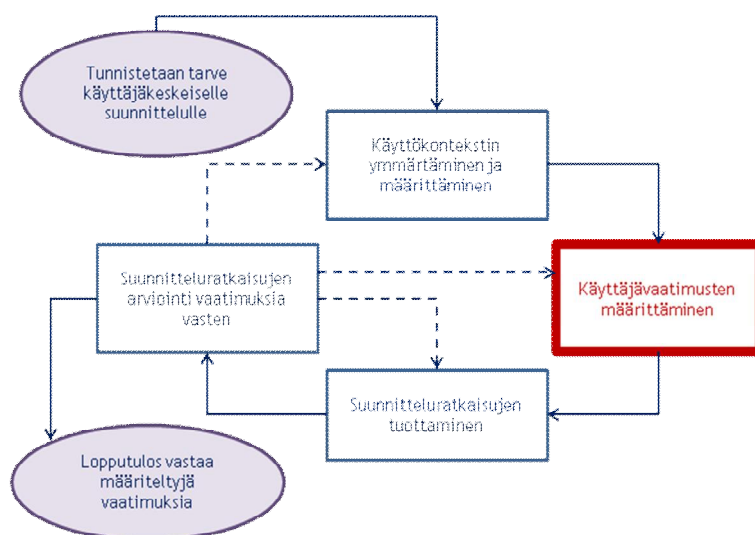 Tunnistetaan tarve
käyttäjäkeskeiselle
suunnittelulle
Käyttökontekstin
ymmärtäminen ja
määrittäminen
Suunnitteluratkaisujen
arviointi vaatimuksia
vasten
Käyttäjävaatimusten
määrittäminen
Suunnitteluratkaisujen
tuottaminen
Lopputulos vastaa
määriteltyjä
vaatimuksia